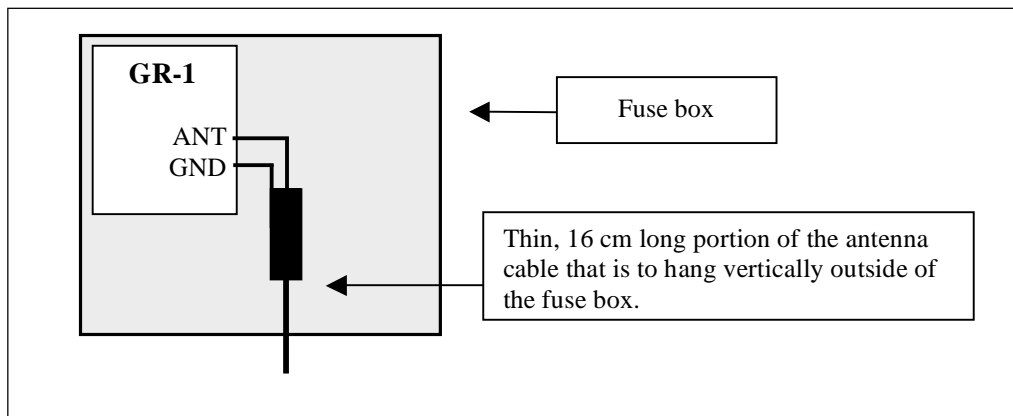 GR-1
ANT
GND
Fuse box
Thin, 16 cm long portion of the antenna
cable that is to hang vertically outside of
the fuse box.